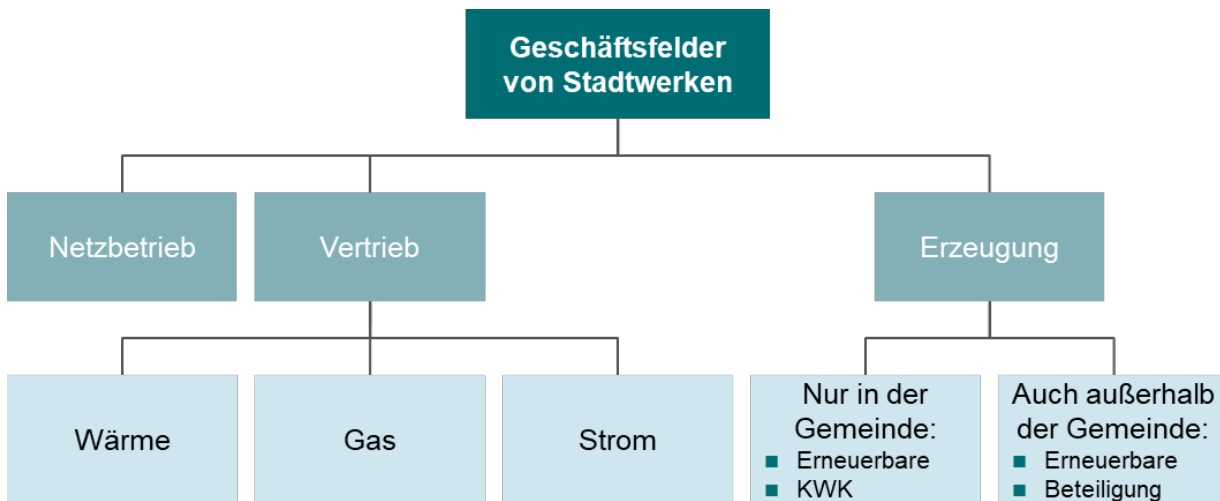 Geschäftsfelder
von Stadtwerken
Netzbetrieb
Vertrieb
Erzeugung
Wärme
Gas
Strom
Nur in der
Gemeinde:
Erneuerbare
KWK
Auch außerhalb
der Gemeinde:
Erneuerbare
Beteiligung